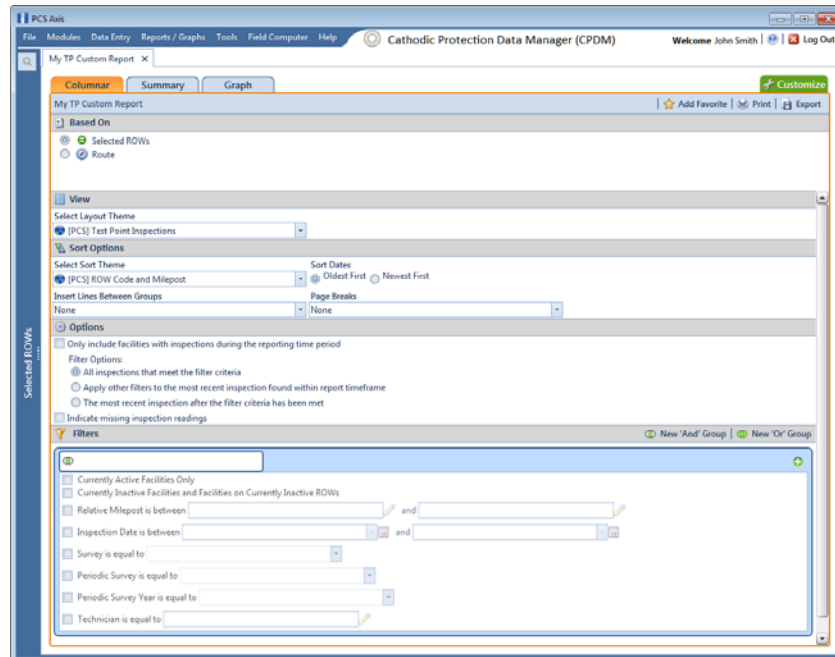 PCS Axis
File Modules Data Entry Reports / Graphs Tools Field Computer Help Cathodic Protection Data Manager (CPDM) Welcome John Smith | Log Out
My TP Custom Report
Columnar Summary Graph Customize
My TP Custom Report Add Favorite | Print | Export
Based On
Selected ROWs
Route
View
Select Layout Theme
[PCS] Test Point Inspections
Sort Options
Select Sort Theme Sort Dates
[PCS] ROW Code and Milepost Oldest First Newest First
Insert Lines Between Groups Page Breaks
None None
Options
Only include facilities with inspections during the reporting time period
Filter Options:
All inspections that meet the filter criteria
Apply other filters to the most recent inspection found within report timeframe
The most recent inspection after the filter criteria has been met
Indicate missing inspection readings
Filters New 'And' Group | New 'Or' Group
Currently Active Facilities Only
Currently Inactive Facilities and Facilities on Currently Inactive ROWs
Relative Milepost is between and
Inspection Date is between and
Survey is equal to
Periodic Survey is equal to
Periodic Survey Year is equal to
Technician is equal to
Selected ROWs